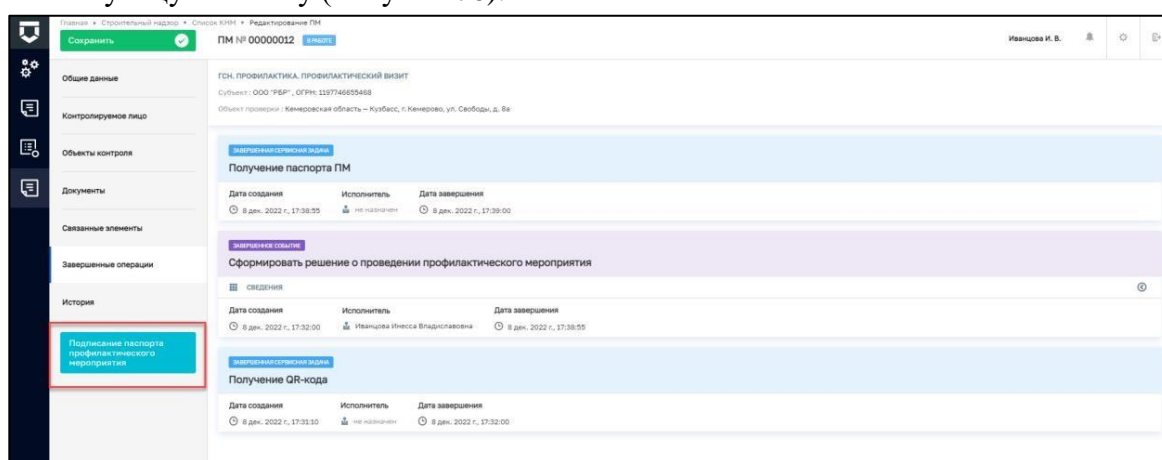 Главная • Строительный надзор • Список КНМ • Редактирование ПМ
Сохранить
ПМ № 00000012 В РАБОТЕ
Иванцова И. В.
Общие данные
Контролируемое лицо
Объекты контроля
Документы
Связанные элементы
Завершенные операции
История
Подписание паспорта
профилактического
мероприятия
ГСН. ПРОФИЛАКТИКА. ПРОФИЛАКТИЧЕСКИЙ ВИЗИТ
Субъект: ООО "РБР", ОГРН: 1197746655468
Объект проверки: Кемеровская область — Кузбасс, г. Кемерово, ул. Свободы, д. 8а
ЗАВЕРШЕННАЯ СЕРВИСНАЯ ЗАДАЧА
Получение паспорта ПМ
Дата создания Исполнитель Дата завершения
8 дек. 2022 г., 17:38:55 не назначен 8 дек. 2022 г., 17:39:00
ЗАВЕРШЕННОЕ СОБЫТИЕ
Сформировать решение о проведении профилактического мероприятия
СВЕДЕНИЯ
Дата создания Исполнитель Дата завершения
8 дек. 2022 г., 17:32:00 Иванцова Инесса Владиславовна 8 дек. 2022 г., 17:38:55
ЗАВЕРШЕННАЯ СЕРВИСНАЯ ЗАДАЧА
Получение QR-кода
Дата создания Исполнитель Дата завершения
8 дек. 2022 г., 17:31:10 не назначен 8 дек. 2022 г., 17:32:00